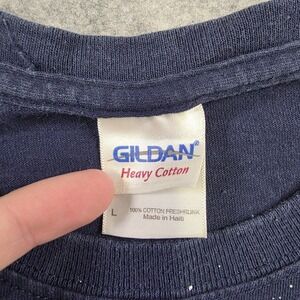 GILDAN®
Heavy Cotton
L
100% COTTON PRESHRUNK
Made in Haiti